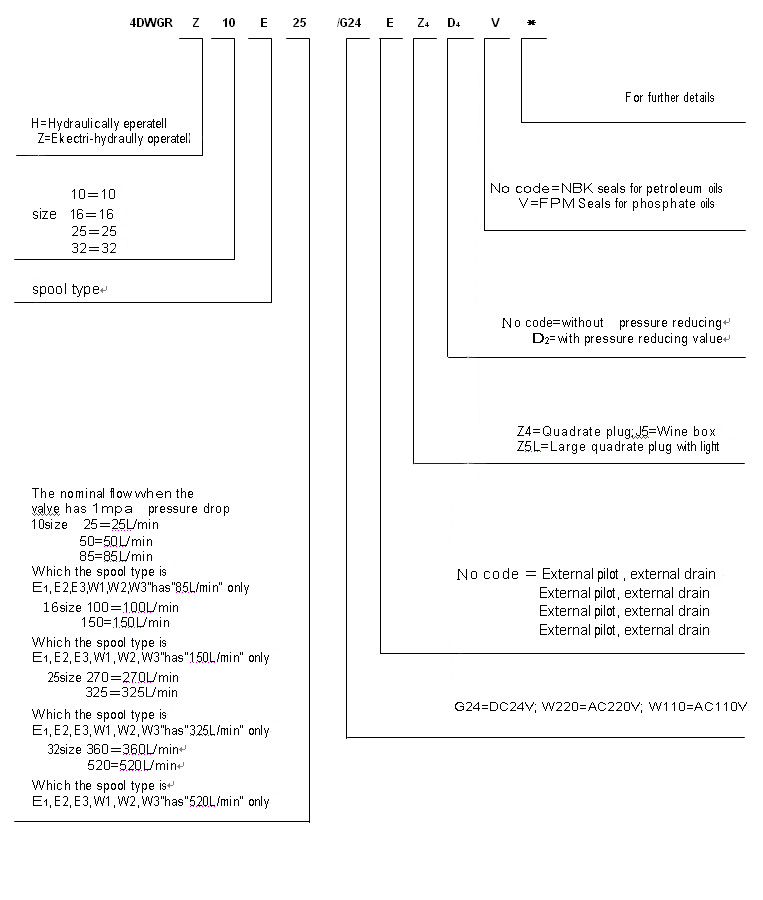 4DWGR Z 10 E 25 /G24 E Z4 D4 V *
For further details
H=Hydraulically eperatell
Z=Ekectri-hydraully operatell
No code=NBK seals for petroleum oils
V=FPM Seals for phosphate oils
10=10
size 16=16
25=25
32=32
spool type↵
No code=without pressure reducing↵
D2=with pressure reducing value↵
Z4=Quadrate plug;J5=Wine box
Z5L=Large quadrate plug with light
The nominal flow when the
valve has 1mpa pressure drop
10size 25=25L/min
50=50L/min
85=85L/min
Which the spool type is
E1, E2,E3,W1,W2,W3"has"85L/min" only
16size 100=100L/min
150=150L/min
Which the spool type is
E1, E2, E3, W1, W2, W3"has"150L/min" only
25size 270=270L/min
325=325L/min
Which the spool type is
E1, E2, E3, W1, W2, W3"has"325L/min" only
32size 360=360L/min↵
520=520L/min↵
Which the spool type is↵
E1, E2, E3, W1, W2, W3"has"520L/min" only
No code = External pilot , external drain
External pilot, external drain
External pilot, external drain
External pilot, external drain
G24=DC24V; W220=AC220V; W110=AC110V